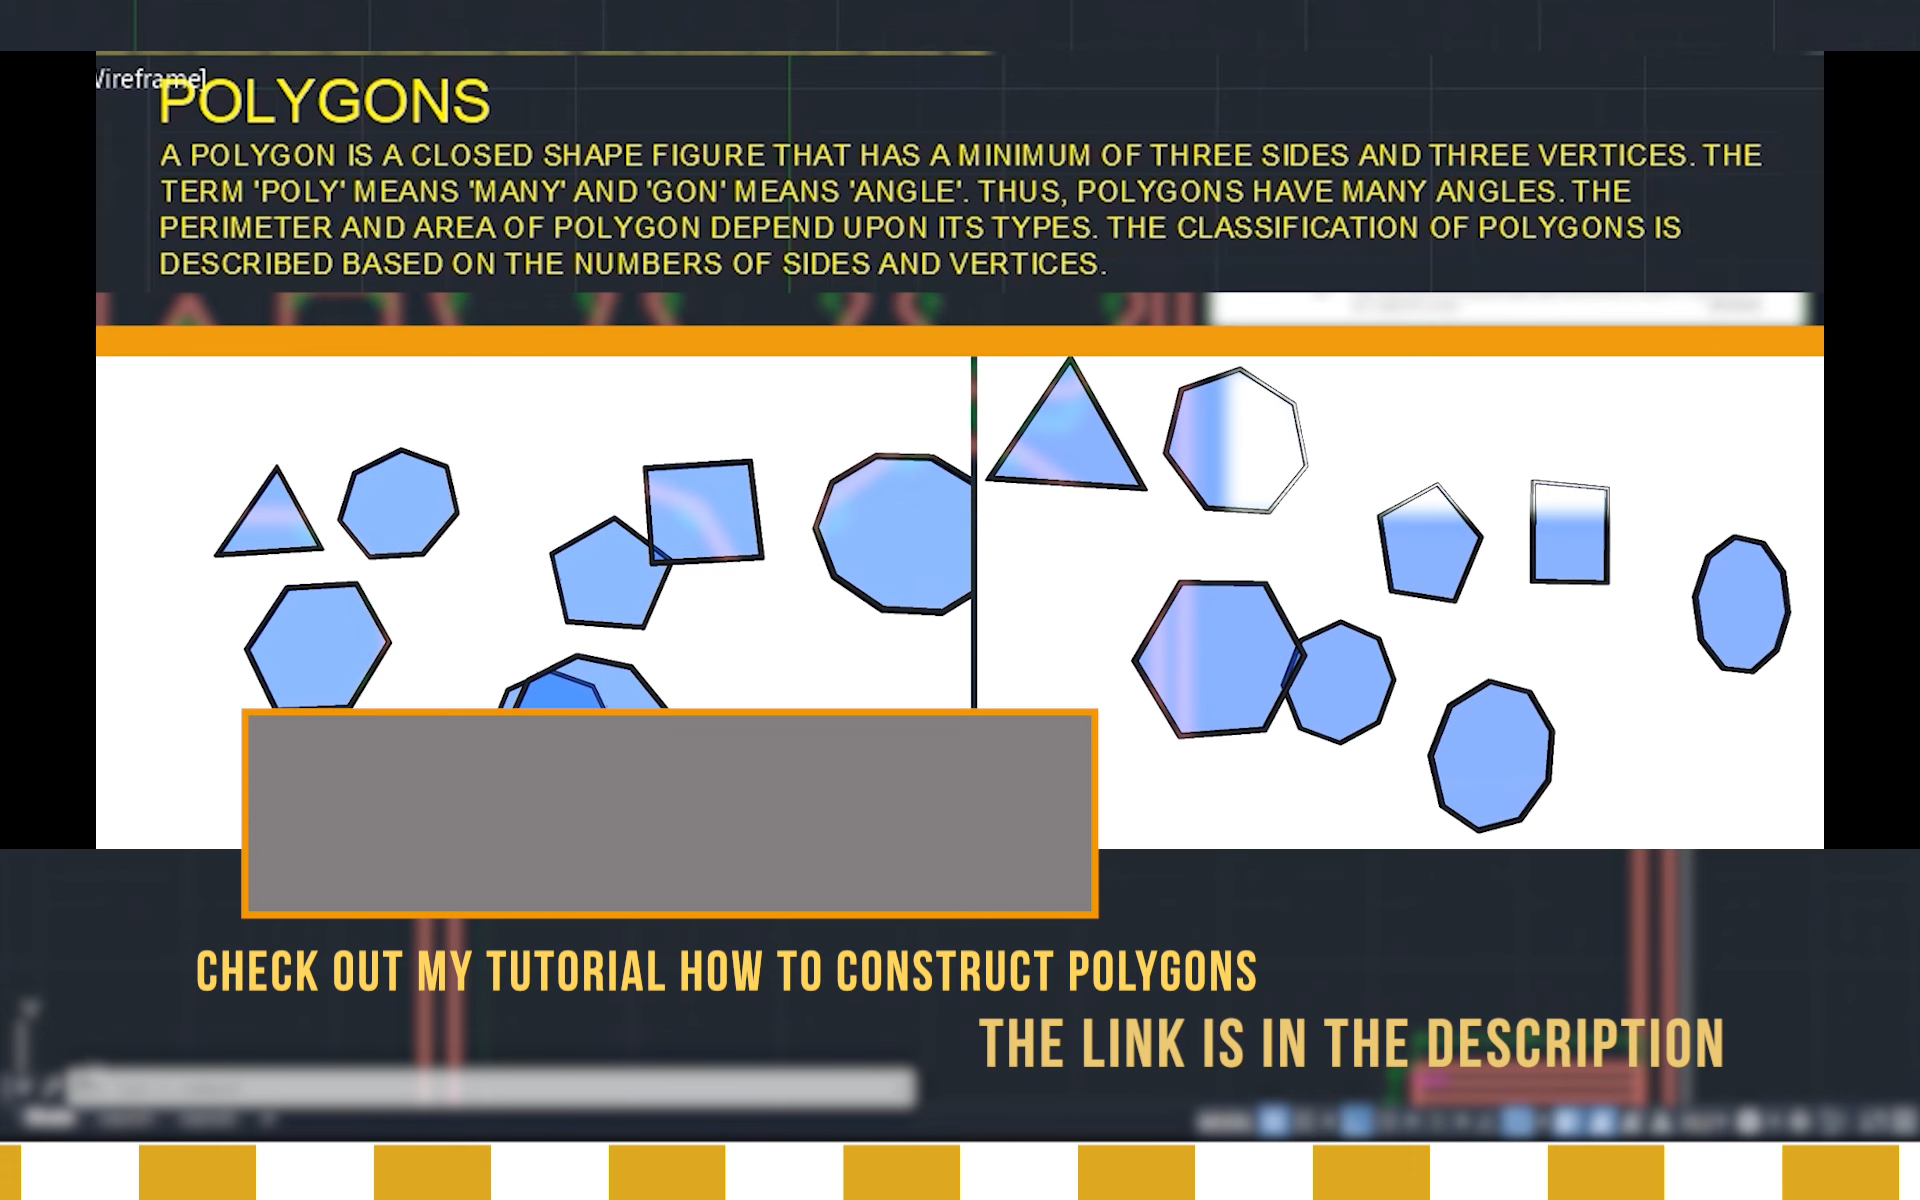 Wireframe]
POLYGONS
A POLYGON IS A CLOSED SHAPE FIGURE THAT HAS A MINIMUM OF THREE SIDES AND THREE VERTICES. THE
TERM 'POLY' MEANS 'MANY' AND 'GON' MEANS 'ANGLE'. THUS, POLYGONS HAVE MANY ANGLES. THE
PERIMETER AND AREA OF POLYGON DEPEND UPON ITS TYPES. THE CLASSIFICATION OF POLYGONS IS
DESCRIBED BASED ON THE NUMBERS OF SIDES AND VERTICES.
CHECK OUT MY TUTORIAL HOW TO CONSTRUCT POLYGONS
THE LINK IS IN THE DESCRIPTION